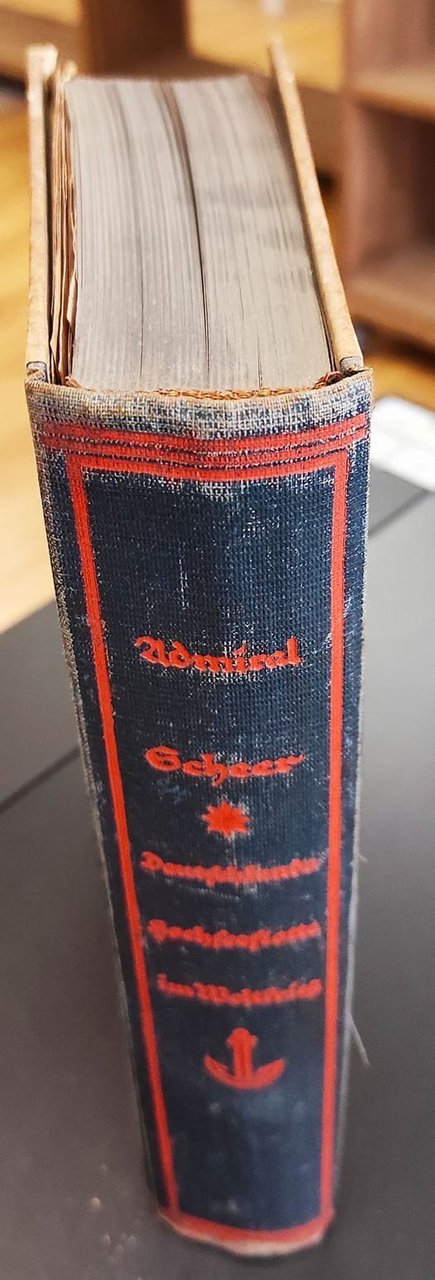 Admiral
Scheer
Deutschlands
Hochseeflotte
im Weltkrieg